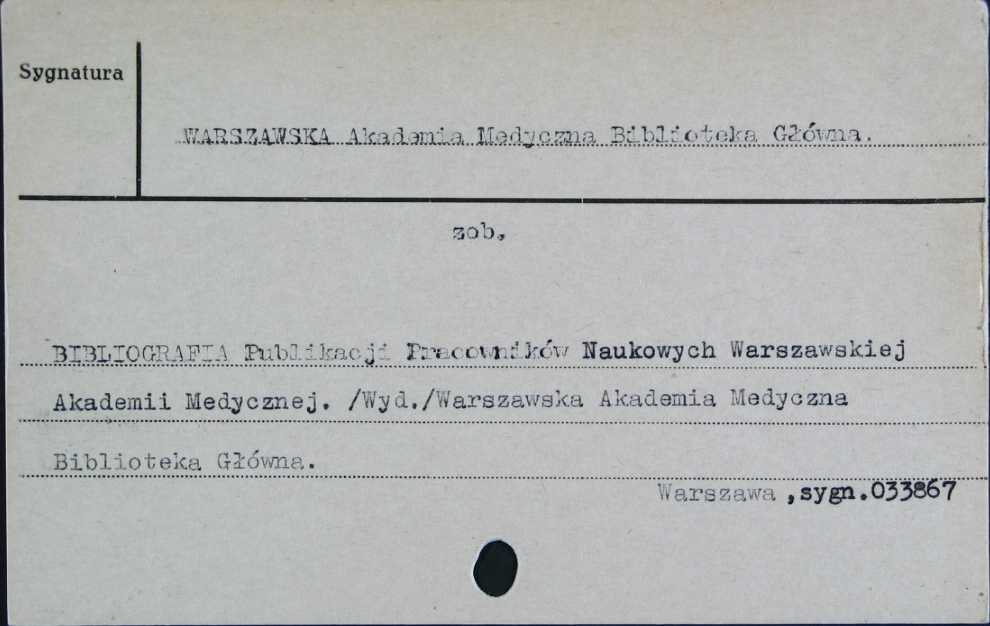 Sygnatura
WARSZAWSKA Akademia Medyczna Biblioteka Główna.
zob.
BIBLIOGRAFIA Publikacji Pracowników Naukowych Warszawskiej
Akademii Medycznej. /Wyd./Warszawska Akademia Medyczna
Biblioteka Główna.
Warszawa ,sygn.033867